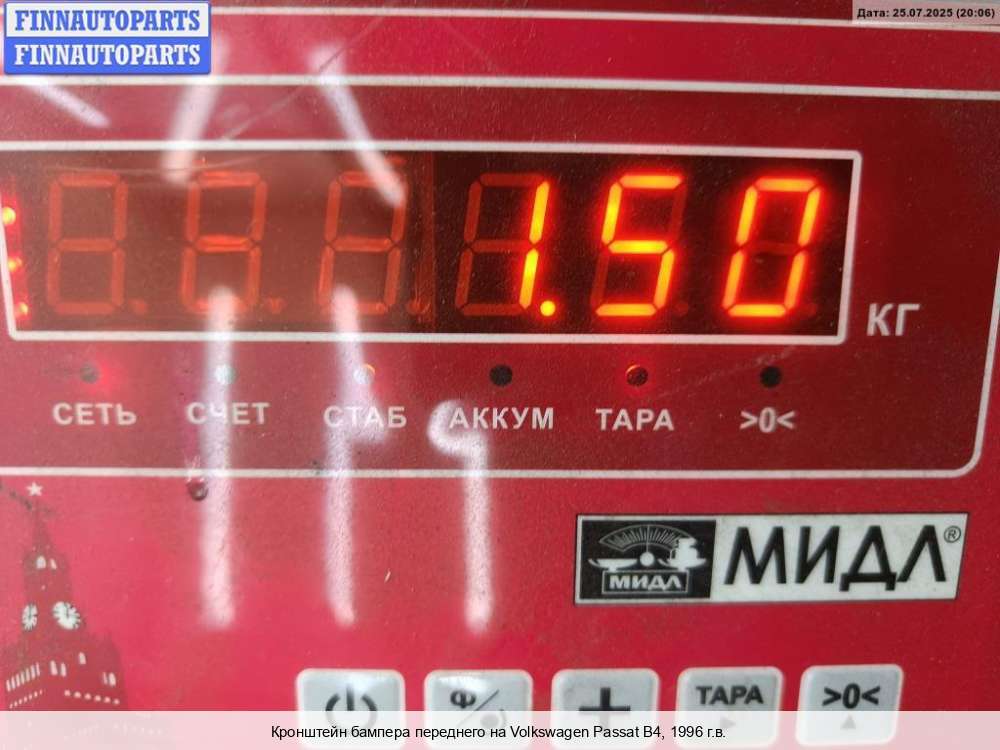 FINNAUTOPARTS
FINNAUTOPARTS
Дата: 25.07.2025 (20:06)
1.50
КГ
СЕТЬ СЧЕТ СТАБ АККУМ ТАРА >0<
МИДЛ МИДЛ®
Ф/ + ТАРА >0<
Кронштейн бампера переднего на Volkswagen Passat B4, 1996 г.в.